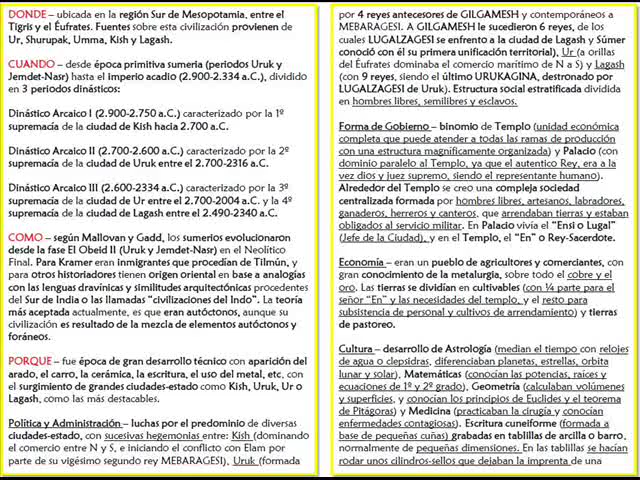 DONDE – ubicada en la región Sur de Mesopotamia, entre el
Tigris y el Éufrates. Fuentes sobre esta civilización provienen de
Ur, Shurupak, Umma, Kish y Lagash.
CUANDO – desde época primitiva sumeria (periodos Uruk y
Jemdet-Nasr) hasta el imperio acadio (2.900-2.334 a.C.), dividido
en 3 periodos dinásticos:
Dinástico Arcaico I (2.900-2.750 a.C.) caracterizado por la 1º
supremacía de la ciudad de Kish hacia 2.700 a.C.
Dinástico Arcaico II (2.700-2.600 a.C.) caracterizado por la 2º
supremacía de la ciudad de Uruk entre el 2.700-2316 a.C.
Dinástico Arcaico III (2.600-2334 a.C.) caracterizado por la 3º
supremacía de la ciudad de Ur entre el 2.700-2004 a.C. y la 4º
supremacía de la ciudad de Lagash entre el 2.490-2340 a.C.
COMO – según Mallovan y Gadd, los sumerios evolucionaron
desde la fase El Obeid II (Uruk y Jemdet-Nasr) en el Neolítico
Final. Para Kramer eran inmigrantes que procedían de Tilmún, y
para otros historiadores tienen origen oriental en base a analogías
con las lenguas dravínicas y similitudes arquitectónicas procedentes
del Sur de India o las llamadas “civilizaciones del Indo”. La teoría
más aceptada actualmente, es que eran autóctonos, aunque su
civilización es resultado de la mezcla de elementos autóctonos y
foráneos.
PORQUE – fue época de gran desarrollo técnico con aparición del
arado, el carro, la cerámica, la escritura, el uso del metal, etc, con
el surgimiento de grandes ciudades-estado como Kish, Uruk, Ur o
Lagash, como las más destacables.
Política y Administración – luchas por el predominio de diversas
ciudades-estado, con sucesivas hegemonías entre: Kish (dominando
el comercio entre N y S, e iniciando el conflicto con Elam por
parte de su vigésimo segundo rey MEBARAGESI), Uruk (formada
por 4 reyes antecesores de GILGAMESH y contemporáneos a
MEBARAGESI. A GILGAMESH le sucedieron 6 reyes, de los
cuales LUGALZAGESI se enfrento a la ciudad de Lagash y Súmer
conoció con él su primera unificación territorial), Ur (a orillas
del Éufrates dominaba el comercio marítimo de N a S) y Lagash
(con 9 reyes, siendo el último URUKAGINA, destronado por
LUGALZAGESI de Uruk). Estructura social estratificada dividida
en hombres libres, semilibres y esclavos.
Forma de Gobierno – binomio de Templo (unidad económica
completa que puede atender a todas las ramas de producción
con una estructura magníficamente organizada) y Palacio (con
dominio paralelo al Templo, ya que el autentico Rey, era a la
vez dios y juez supremo, siendo el representante humano).
Alrededor del Templo se creo una compleja sociedad
centralizada formada por hombres libres, artesanos, labradores,
ganaderos, herreros y canteros, que arrendaban tierras y estaban
obligados al servicio militar. En Palacio vivía el “Ensi o Lugal”
(Jefe de la Ciudad), y en el Templo, el “En” o Rey-Sacerdote.
Economía – eran un pueblo de agricultores y comerciantes, con
gran conocimiento de la metalurgia, sobre todo el cobre y el
oro. Las tierras se dividían en cultivables (con ¼ parte para el
señor “En” y las necesidades del templo, y el resto para
subsistencia de personal y cultivos de arrendamiento) y tierras
de pastoreo.
Cultura – desarrollo de Astrología (median el tiempo con relojes
de agua o clepsidras, diferenciaban planetas, estrellas, orbita
lunar y solar), Matemáticas (conocían las potencias, raíces y
ecuaciones de 1º y 2º grado), Geometría (calculaban volúmenes
y superficies, y conocían los principios de Euclides y el teorema
de Pitágoras) y Medicina (practicaban la cirugía y conocían
enfermedades contagiosas). Escritura cuneiforme (formada a
base de pequeñas cuñas) grabadas en tablillas de arcilla o barro,
normalmente de pequeñas dimensiones. En las tablillas se hacían
rodar unos cilindros-sellos que dejaban la imprenta de una